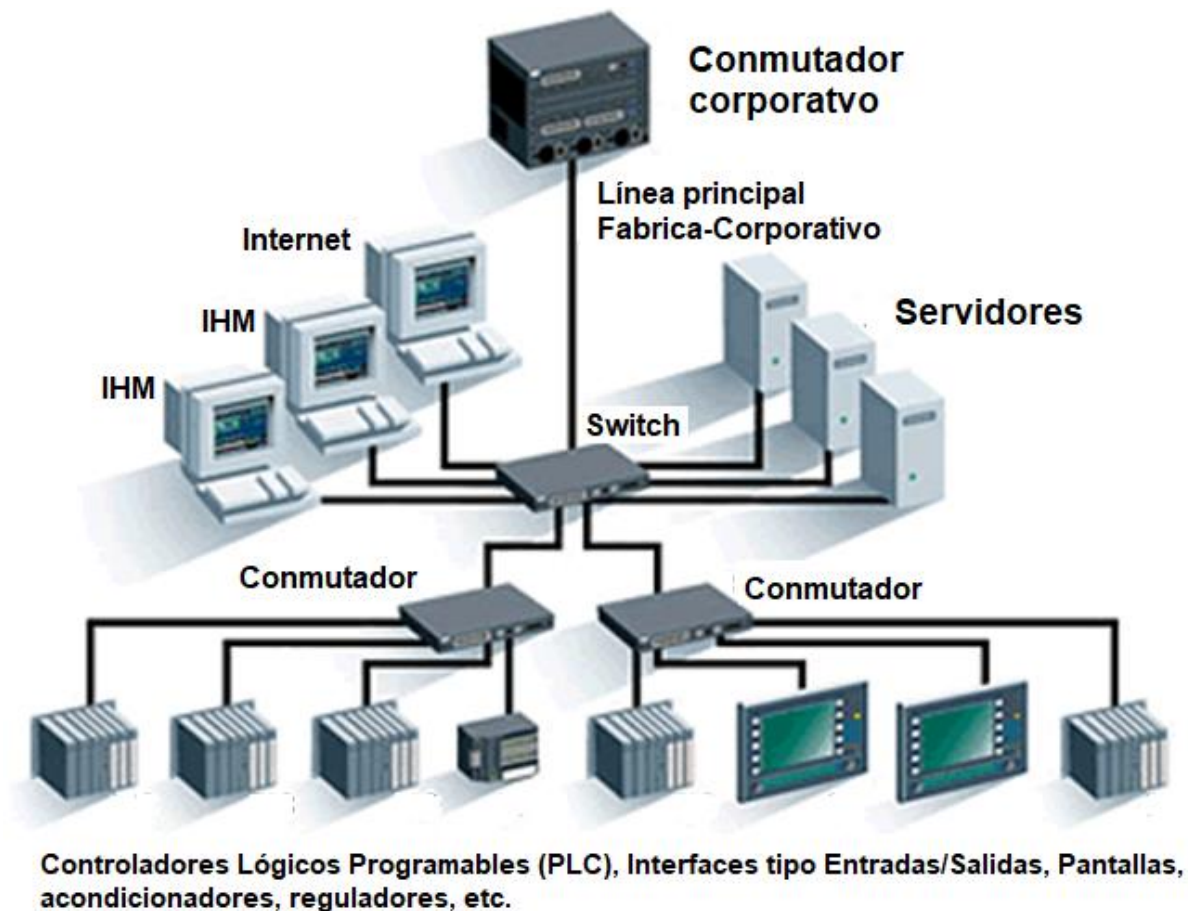 Conmutador
corporatvo
Línea principal
Fabrica-Corporativo
Internet
IHM
IHM
Servidores
Switch
Conmutador
Conmutador
Controladores Lógicos Programables (PLC), Interfaces tipo Entradas/Salidas, Pantallas,
acondicionadores, reguladores, etc.